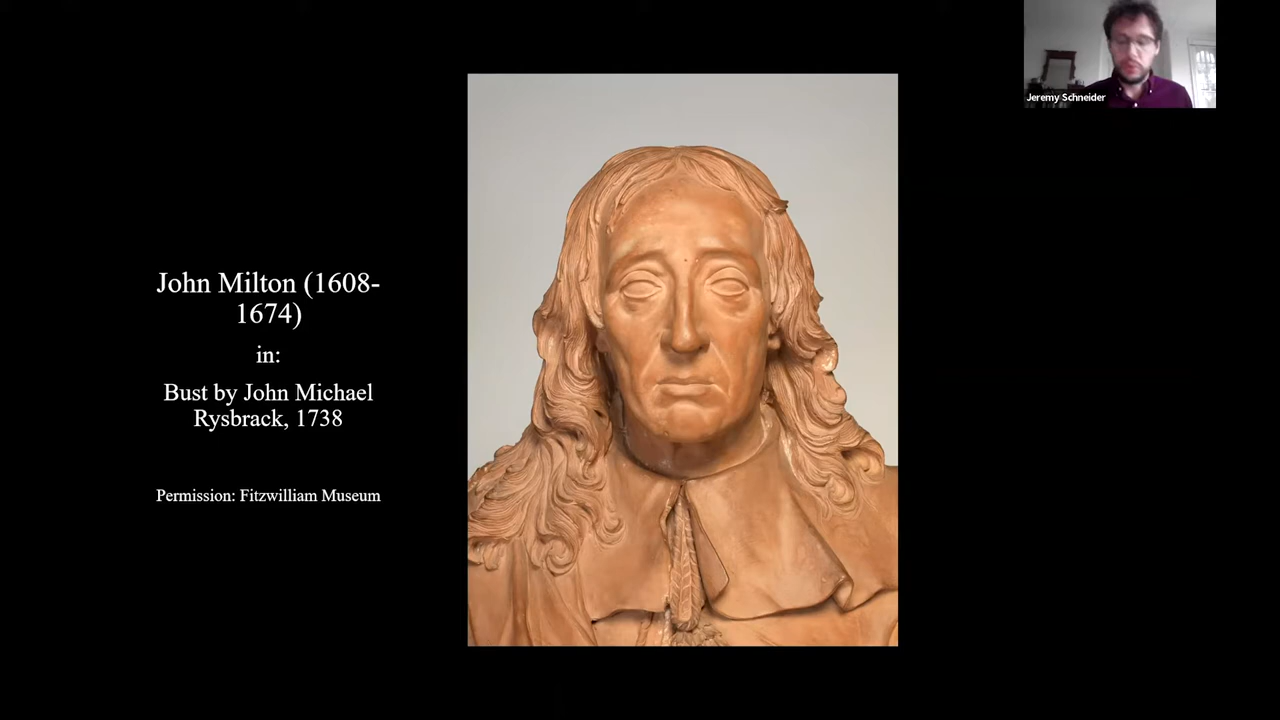 John Milton (1608-
1674)
in:
Bust by John Michael
Rysbrack, 1738
Permission: Fitzwilliam Museum
Jeremy Schneider